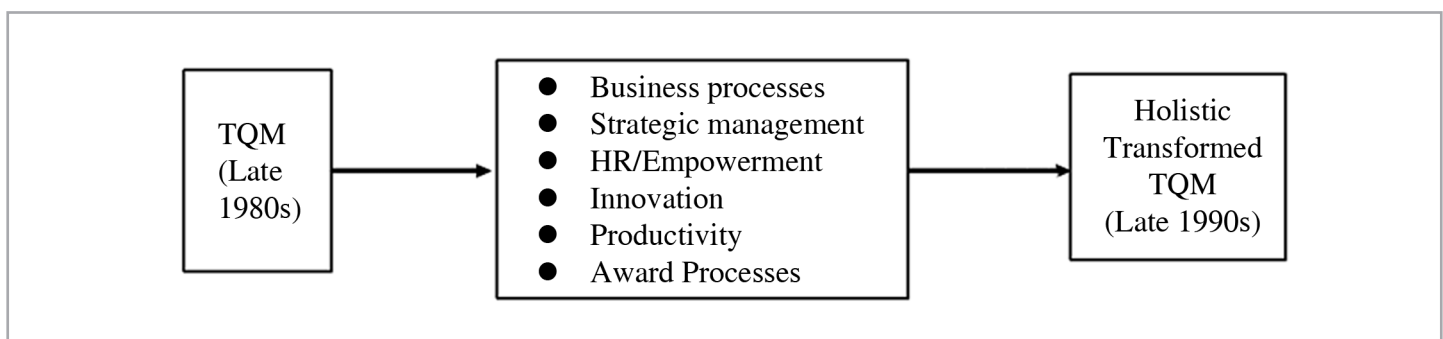 TQM
(Late
1980s)
● Business processes
● Strategic management
● HR/Empowerment
● Innovation
● Productivity
● Award Processes
Holistic
Transformed
TQM
(Late 1990s)